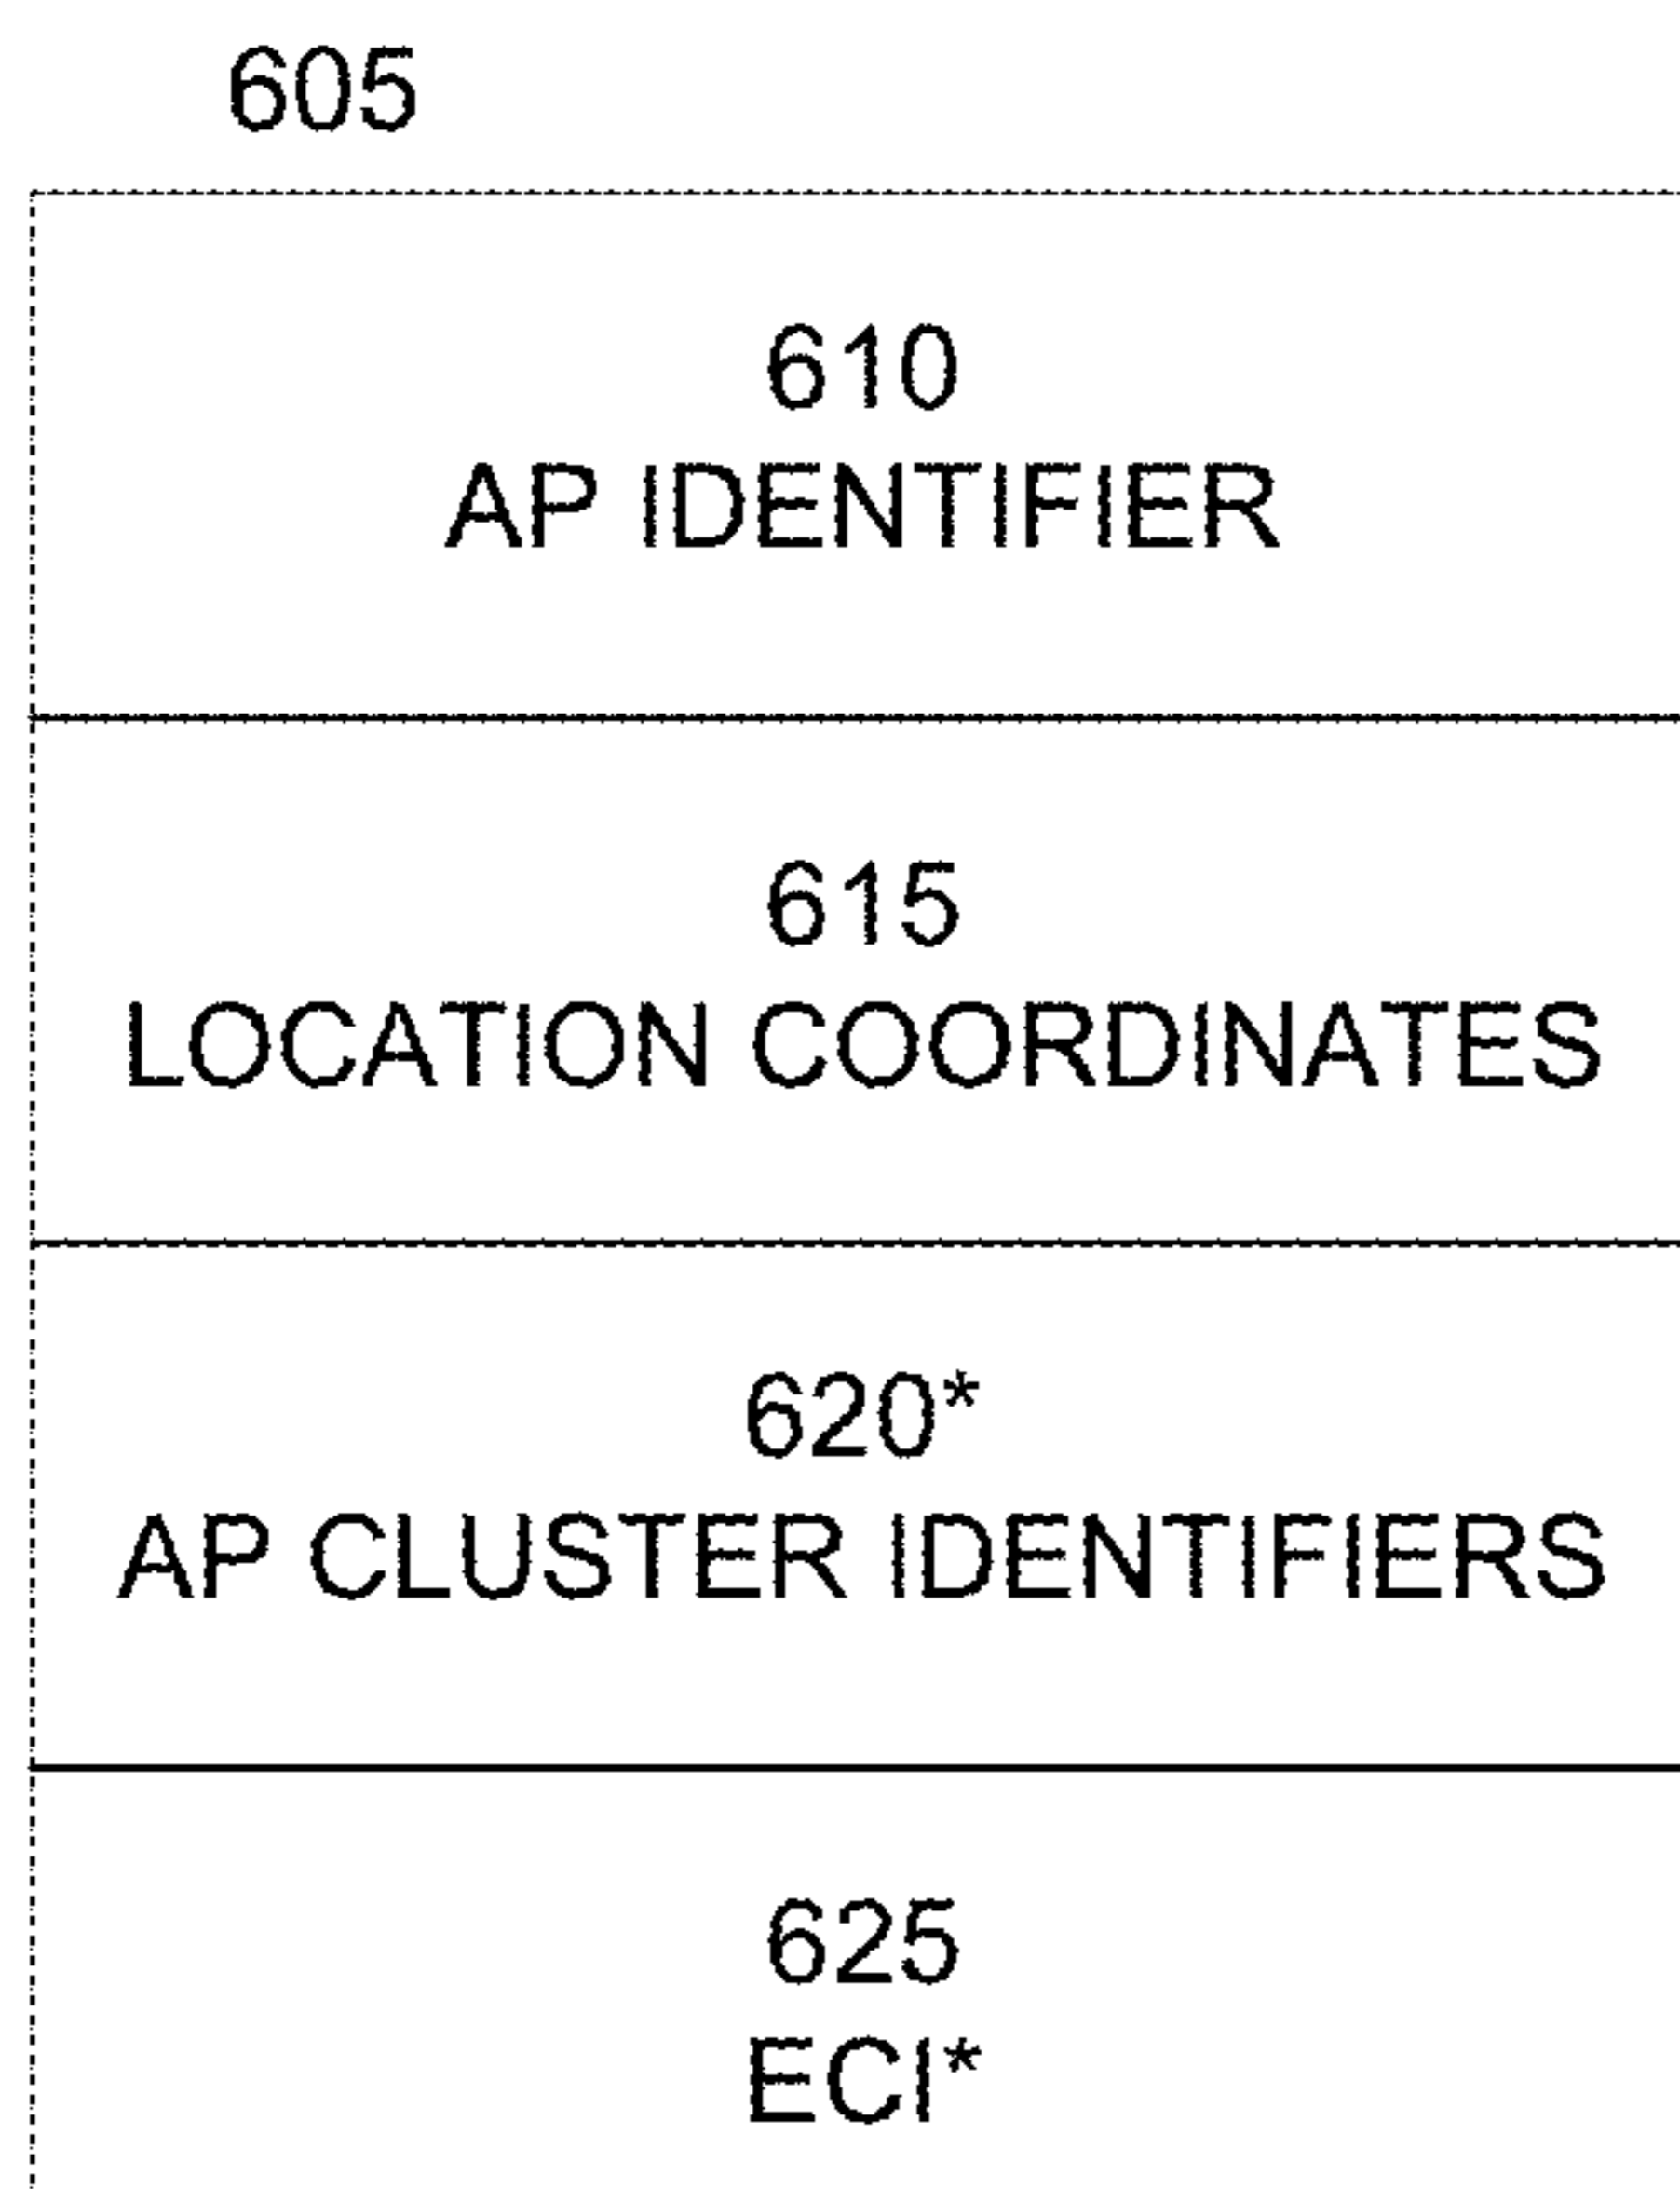 605
610
AP IDENTIFIER
615
LOCATION COORDINATES
620*
AP CLUSTER IDENTIFIERS
625
ECI*